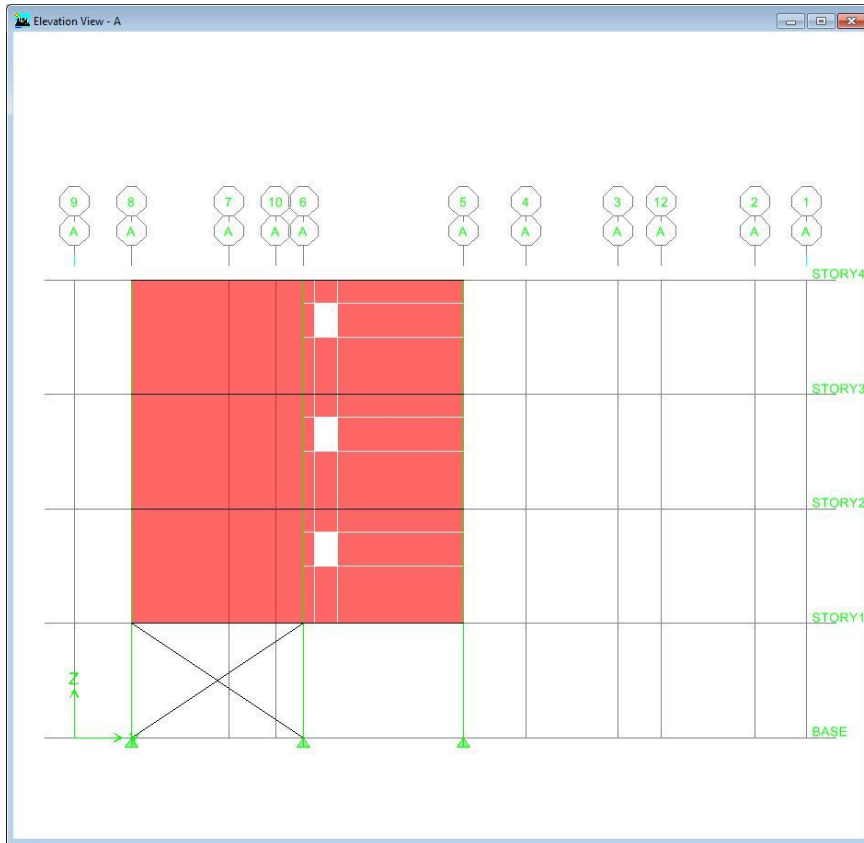 Elevation View - A
9 8 7 10 6 5 4 3 12 2 1
A A A A A A A A A A A
STORY4
STORY3
STORY2
STORY1
Z
BASE